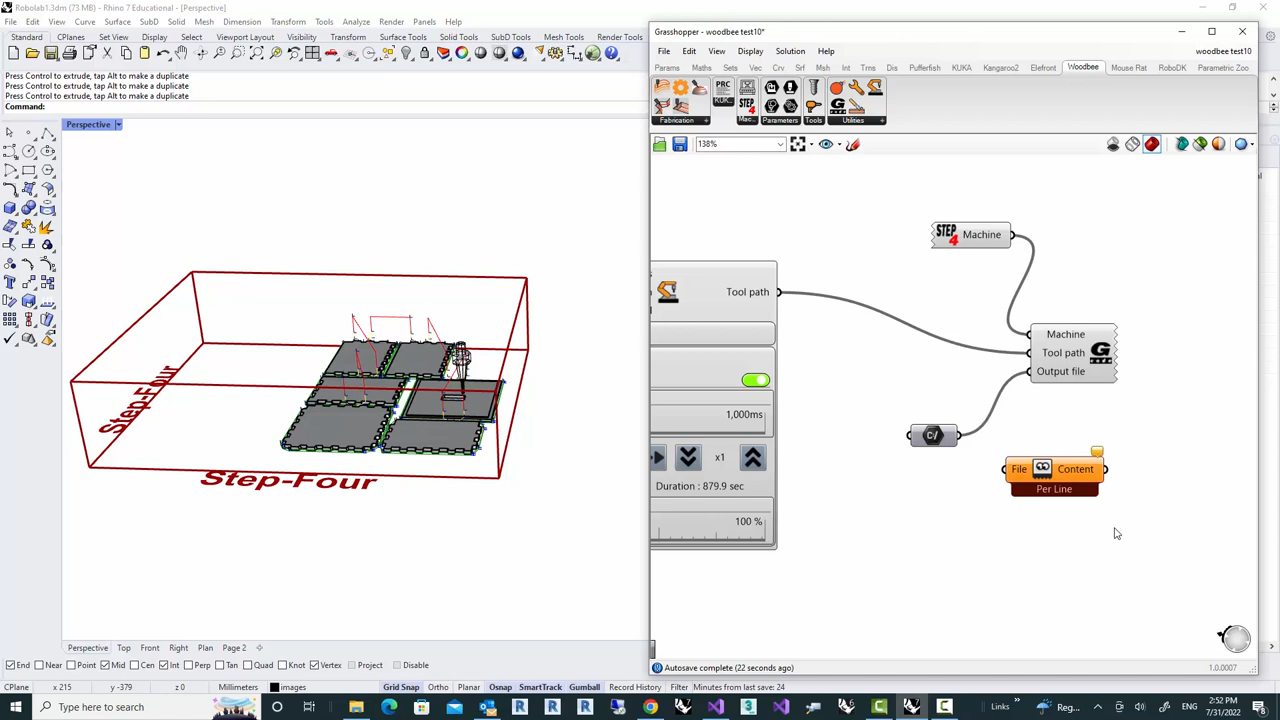 Robolab1.3dm (73 MB) - Rhino 7 Educational - [Perspective]
File Edit View Curve Surface SubD Solid Mesh Dimension Transform Tools Analyze Render Panels Help
Standard CPlanes Set View Display Select Viewport Layout Visibility Transform Curve Tools Surface Tools Solid Tools SubD Tools Mesh Tools Render Tools
Press Control to extrude, tap Alt to make a duplicate
Press Control to extrude, tap Alt to make a duplicate
Press Control to extrude, tap Alt to make a duplicate
Command:
Perspective
Step-Four
Step-Four
Perspective Top Front Right Plan Page 2
End Near Point Mid Cen Int Perp Tan Quad Knot Vertex Project Disable
CPlane x 215 y -379 z 0 Millimeters images Grid Snap Ortho Planar Osnap SmartTrack Gumball Record History Filter Minutes from last save: 24
Grasshopper - woodbee test10*
File Edit View Display Solution Help woodbee test10
Params Maths Sets Vec Crv Srf Msh Int Trns Dis Pufferfish KUKA Kangaroo2 Elefront Woodbee Mouse Rat RoboDK Parametric Zoo
PRC
KUK...
STEP
4
Fabrication Mac... Parameters Tools Utilities
138%
STEP
4
Machine
Tool path
Machine
Tool path
Output file
G
C:/
File Content
Per Line
1,000ms
x1
Duration : 879.9 sec
100 %
Autosave complete (22 seconds ago) 1.0.0007
Type here to search
Links
Reg...
2:52 PM
7/31/2022